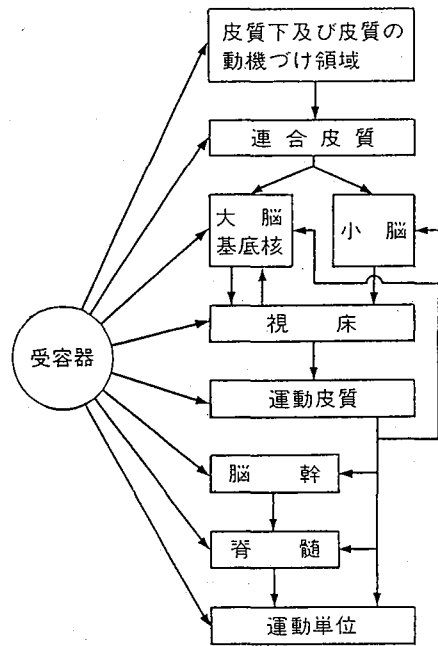 皮質下及び皮質の
動機づけ領域
連合皮質
大脳
基底核
小脳
視床
受容器
運動皮質
脳幹
脊髄
運動単位